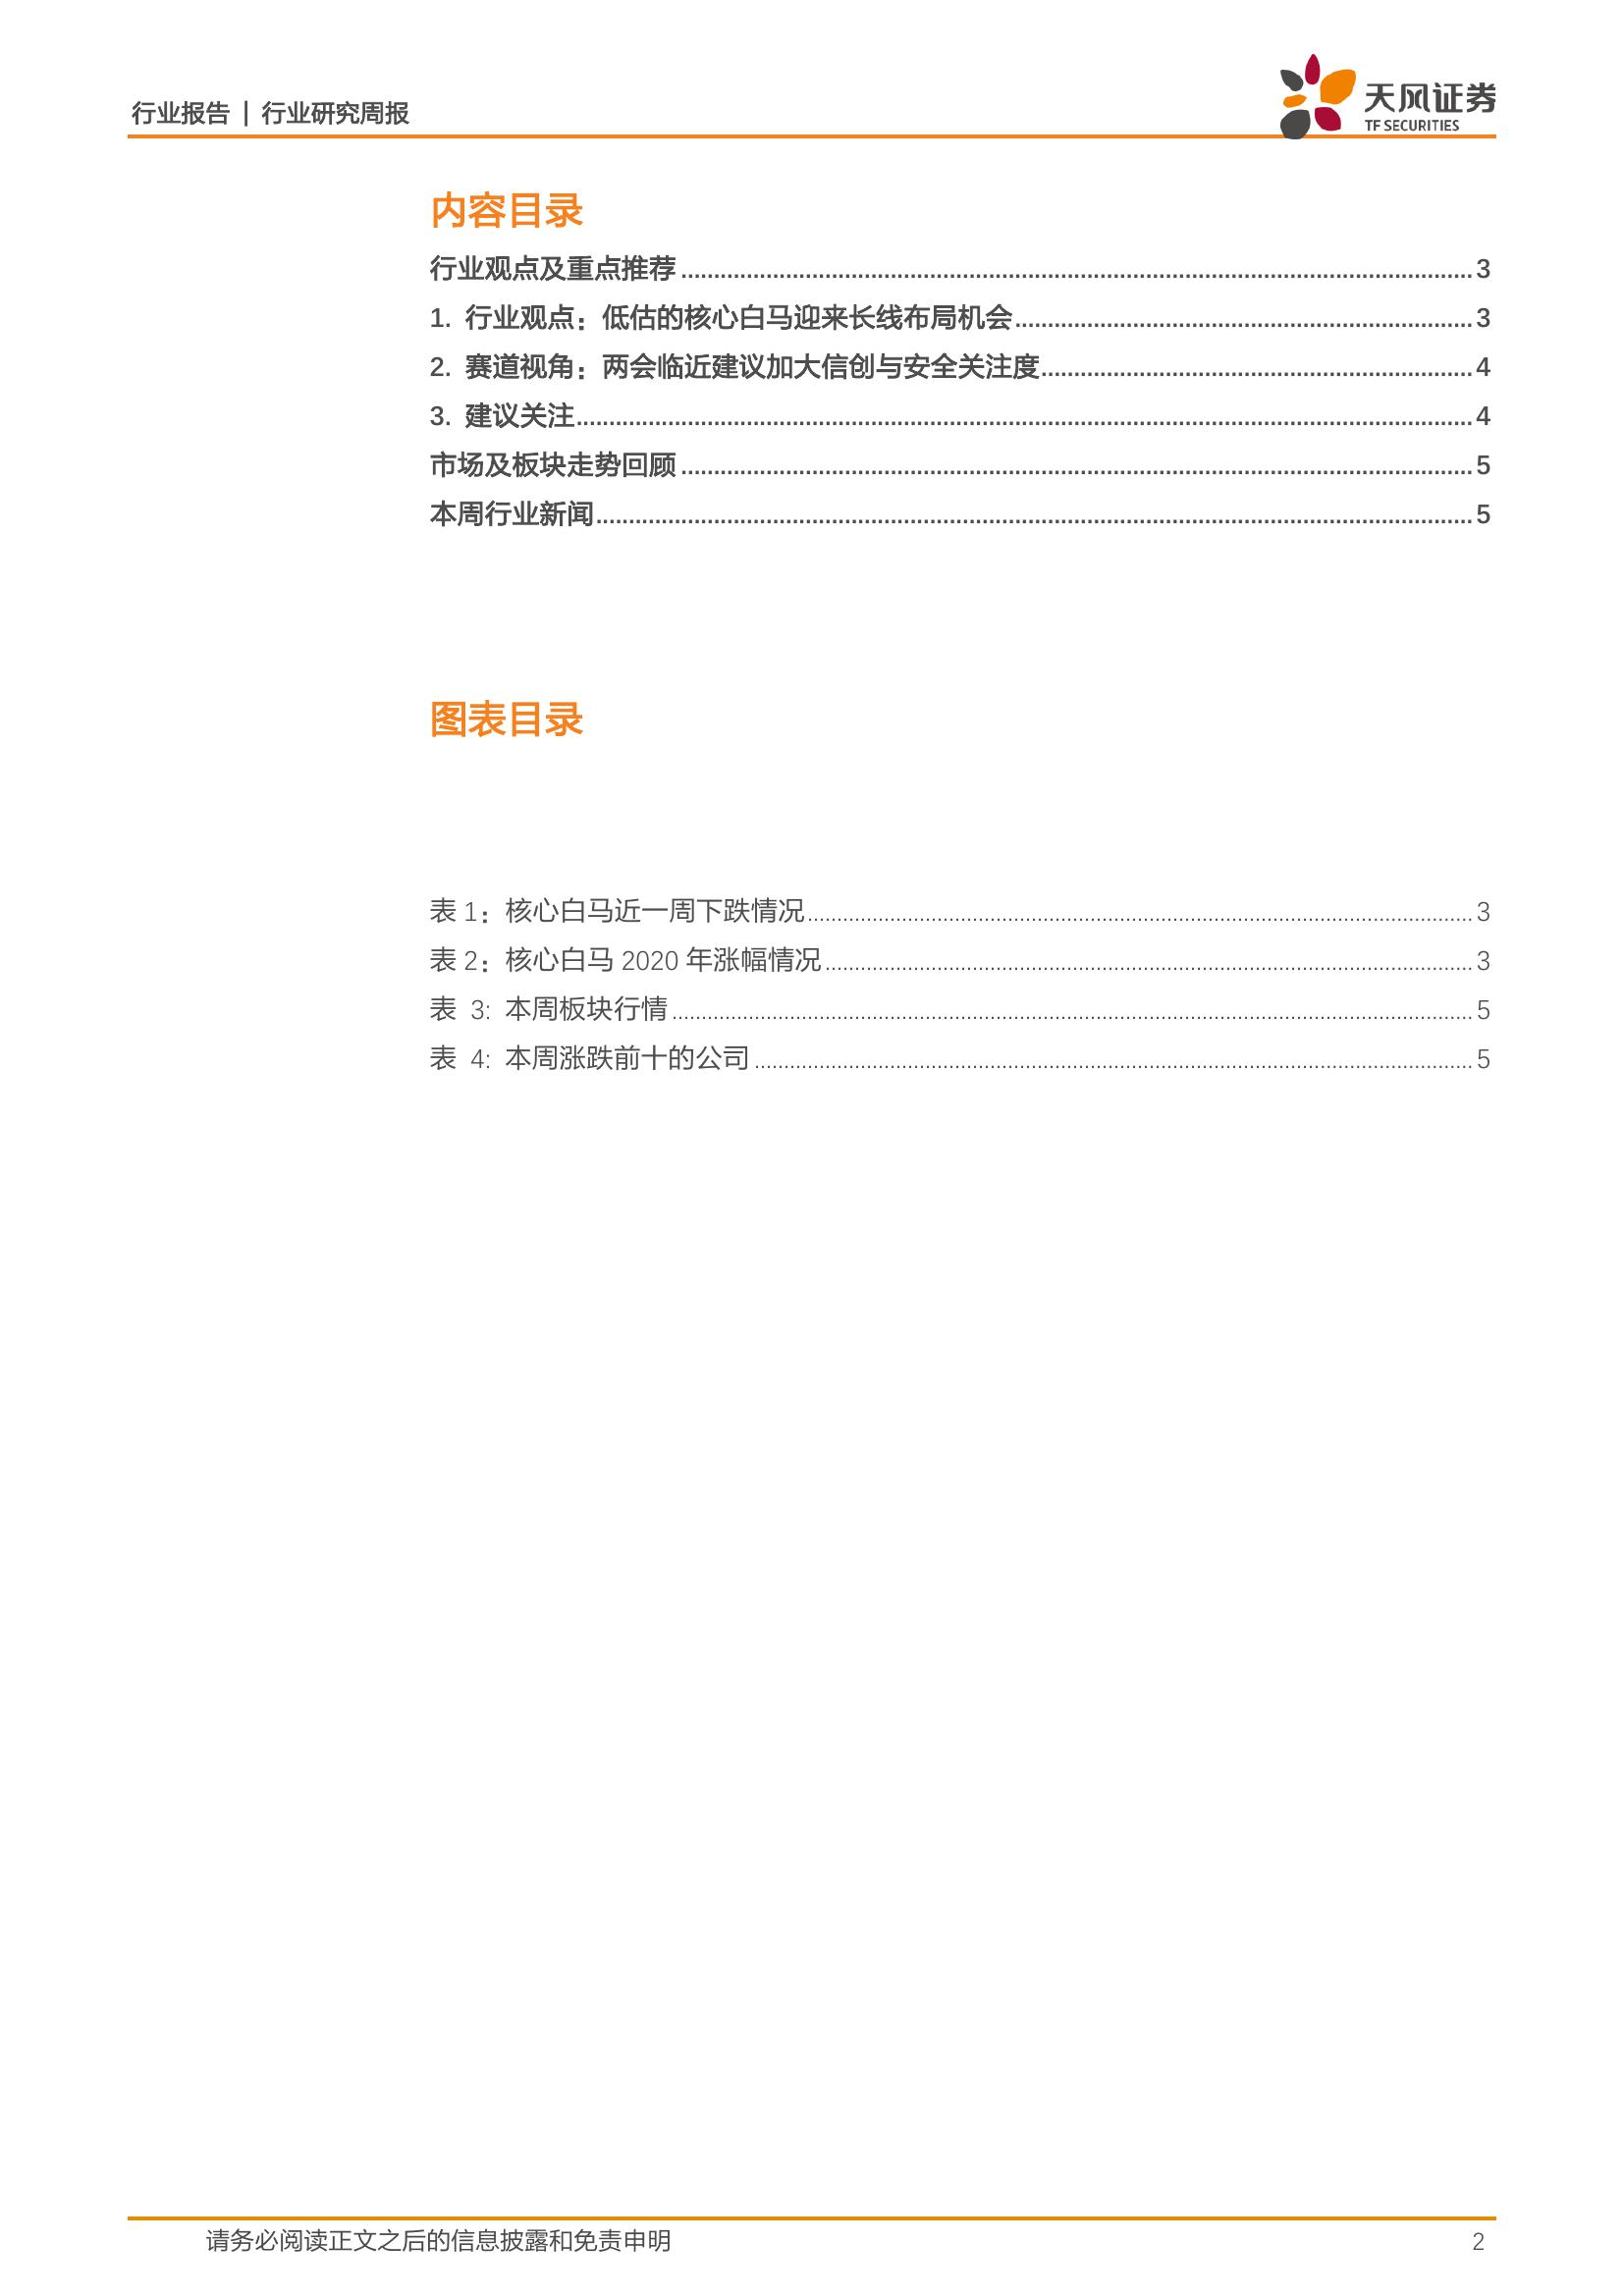 行业报告 | 行业研究周报
天风证券
TF SECURITIES
内容目录
行业观点及重点推荐 ........................................ 3
1. 行业观点：低估的核心白马迎来长线布局机会 ........................................ 3
2. 赛道视角：两会临近建议加大信创与安全关注度 ........................................ 4
3. 建议关注 ........................................ 4
市场及板块走势回顾 ........................................ 5
本周行业新闻 ........................................ 5
图表目录
表 1：核心白马近一周下跌情况 ........................................ 3
表 2：核心白马 2020 年涨幅情况 ........................................ 3
表 3: 本周板块行情 ........................................ 5
表 4: 本周涨跌前十的公司 ........................................ 5
请务必阅读正文之后的信息披露和免责申明 2